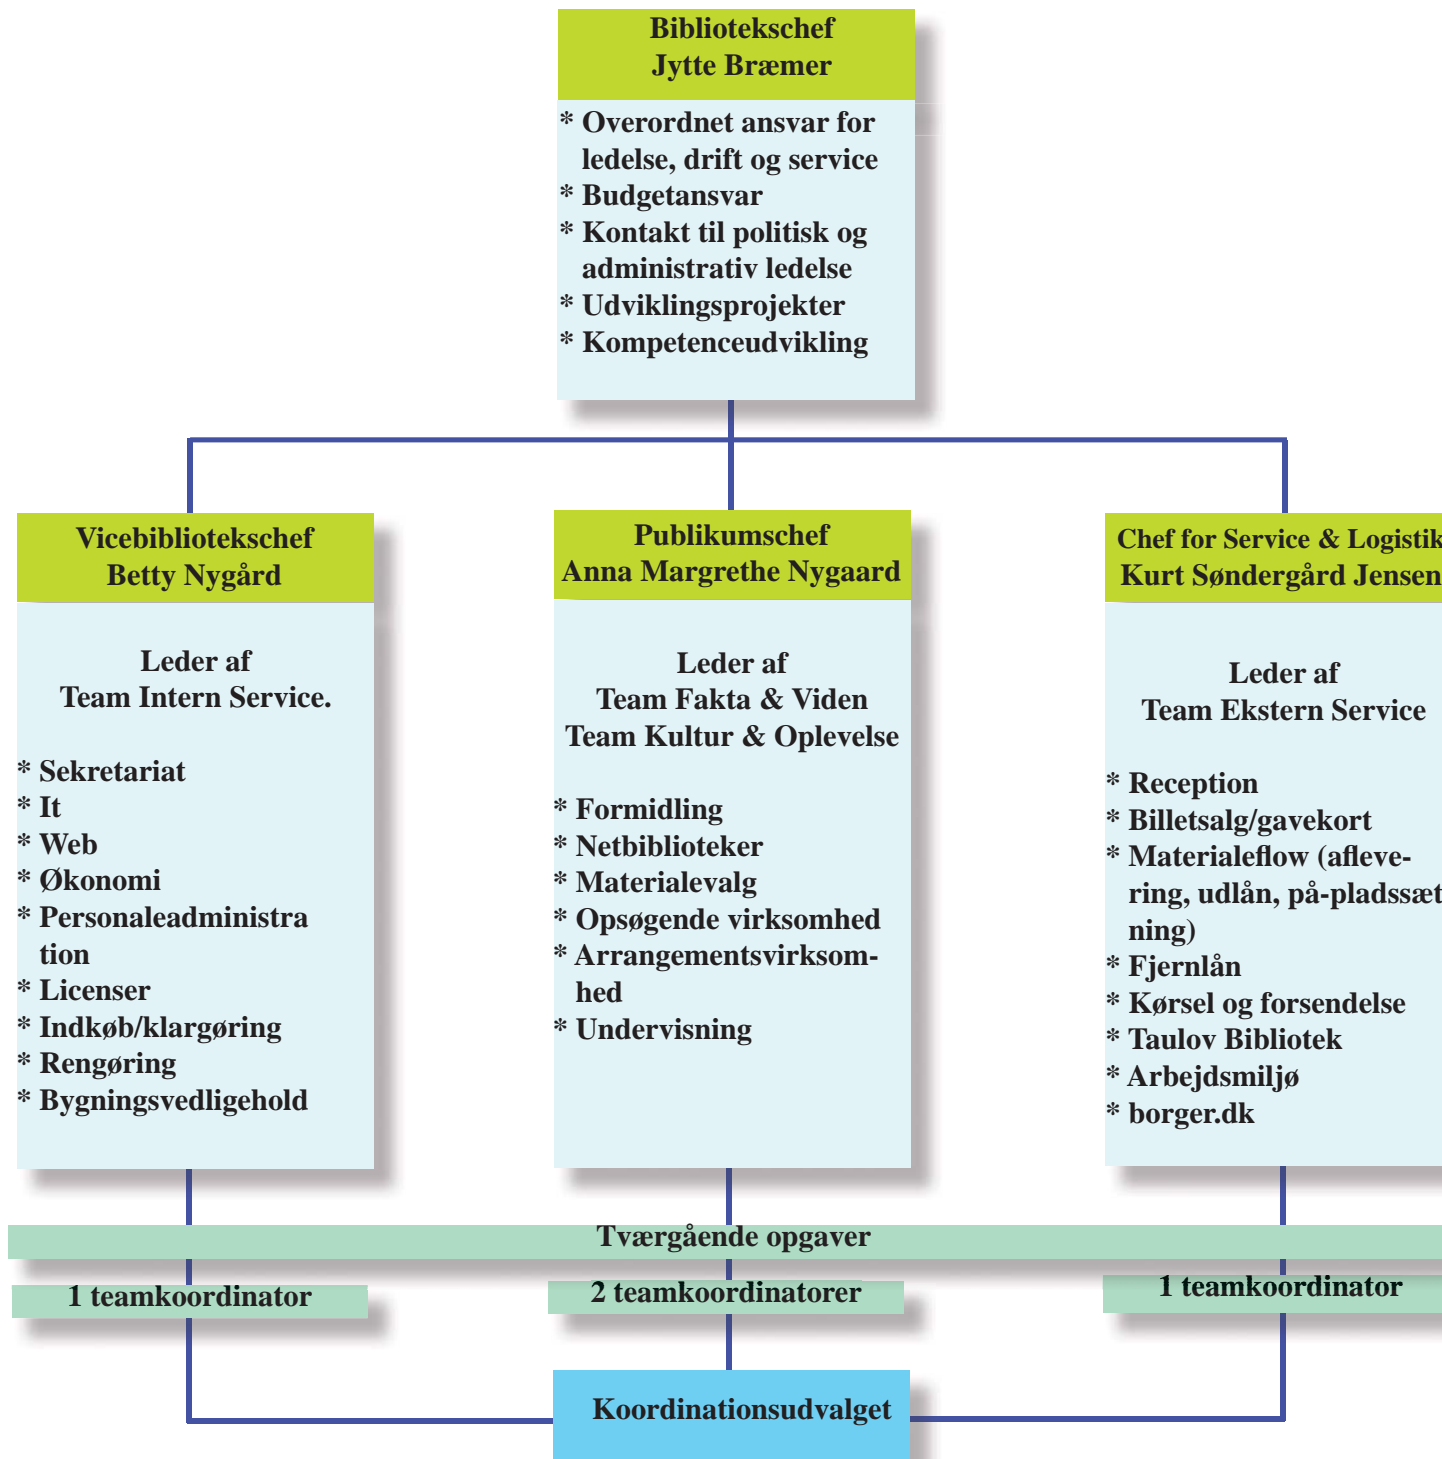 Bibliotekschef
Jytte Bræmer
* Overordnet ansvar for
ledelse, drift og service
* Budgetansvar
* Kontakt til politisk og
administrativ ledelse
* Udviklingsprojekter
* Kompetenceudvikling
Vicebibliotekschef
Betty Nygård
Leder af
Team Intern Service.
* Sekretariat
* It
* Web
* Økonomi
* Personaleadministra
tion
* Licenser
* Indkøb/klargøring
* Rengøring
* Bygningsvedligehold
Publikumschef
Anna Margrethe Nygaard
Leder af
Team Fakta & Viden
Team Kultur & Oplevelse
* Formidling
* Netbiblioteker
* Materialevalg
* Opsøgende virksomhed
* Arrangementsvirksom-
hed
* Undervisning
Chef for Service & Logistik
Kurt Søndergård Jensen
Leder af
Team Ekstern Service
* Reception
* Billetsalg/gavekort
* Materialeflow (afleve-
ring, udlån, på-pladssæt
ning)
* Fjernlån
* Kørsel og forsendelse
* Taulov Bibliotek
* Arbejdsmiljø
* borger.dk
Tværgående opgaver
1 teamkoordinator
2 teamkoordinatorer
1 teamkoordinator
Koordinationsudvalget